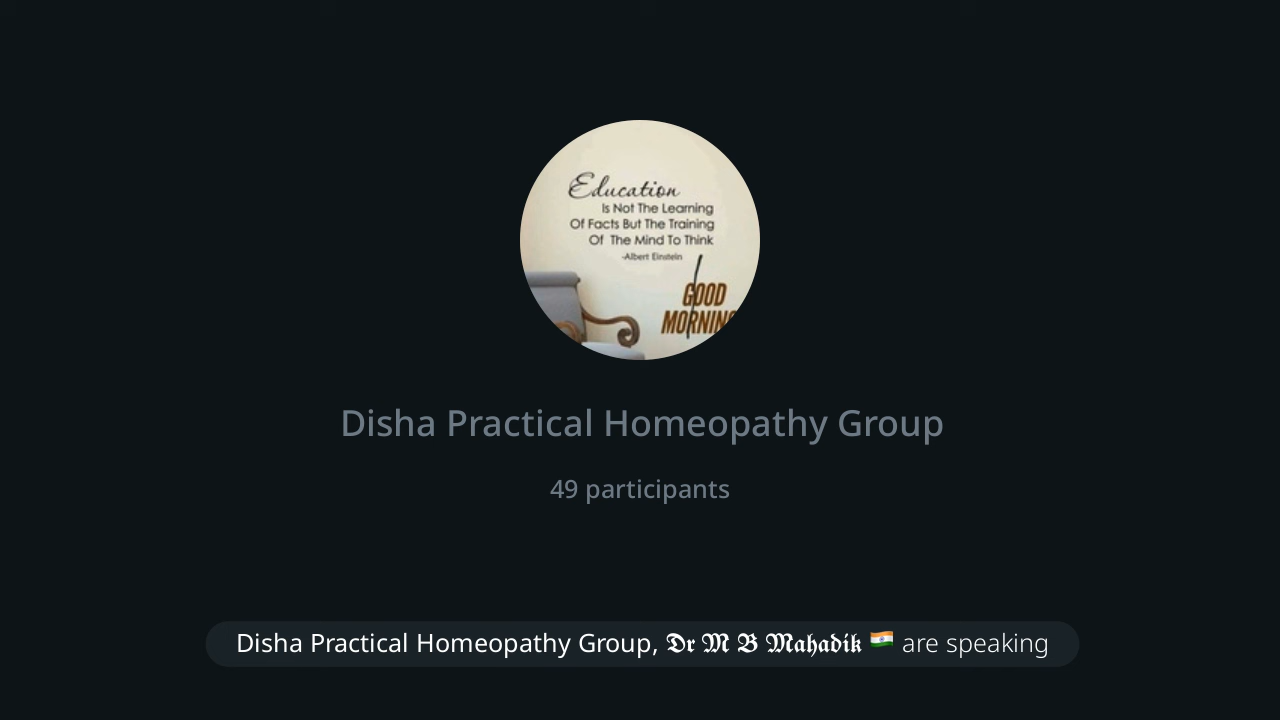 Education
Is Not The Learning
Of Facts But The Training
Of The Mind To Think
-Albert Einstein
GOOD
MORNING
Disha Practical Homeopathy Group
49 participants
Disha Practical Homeopathy Group, 𝕯𝖗 𝕸 𝕭 𝕸𝖆𝖍𝖆𝖉𝖎𝖐 🇮🇳 are speaking